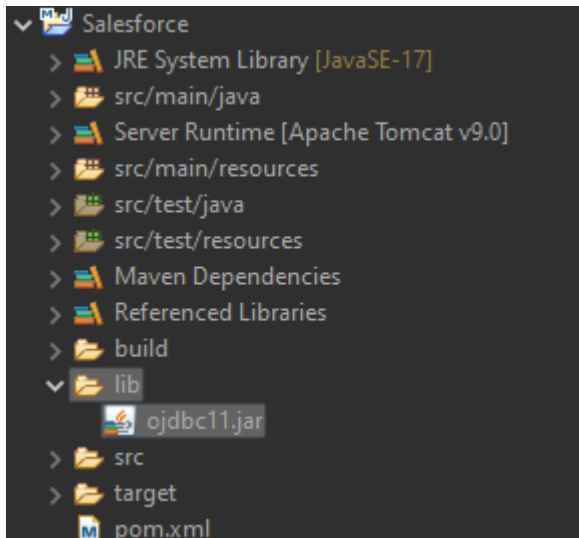 Salesforce
JRE System Library [JavaSE-17]
src/main/java
Server Runtime [Apache Tomcat v9.0]
src/main/resources
src/test/java
src/test/resources
Maven Dependencies
Referenced Libraries
build
lib
ojdbc11.jar
src
target
pom.xml